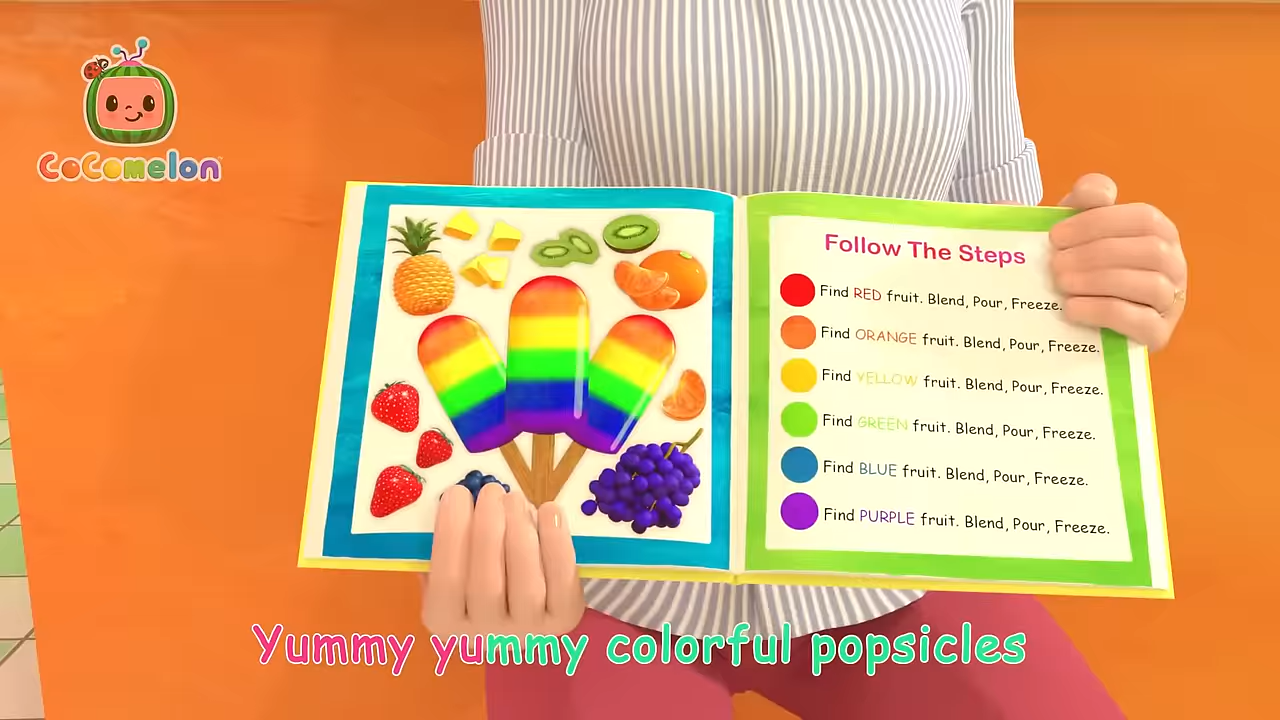 CoComelon
Follow The Steps
Find RED fruit. Blend, Pour, Freeze.
Find ORANGE fruit. Blend, Pour, Freeze.
Find YELLOW fruit. Blend, Pour, Freeze.
Find GREEN fruit. Blend, Pour, Freeze.
Find BLUE fruit. Blend, Pour, Freeze.
Find PURPLE fruit. Blend, Pour, Freeze.
Yummy yummy colorful popsicles